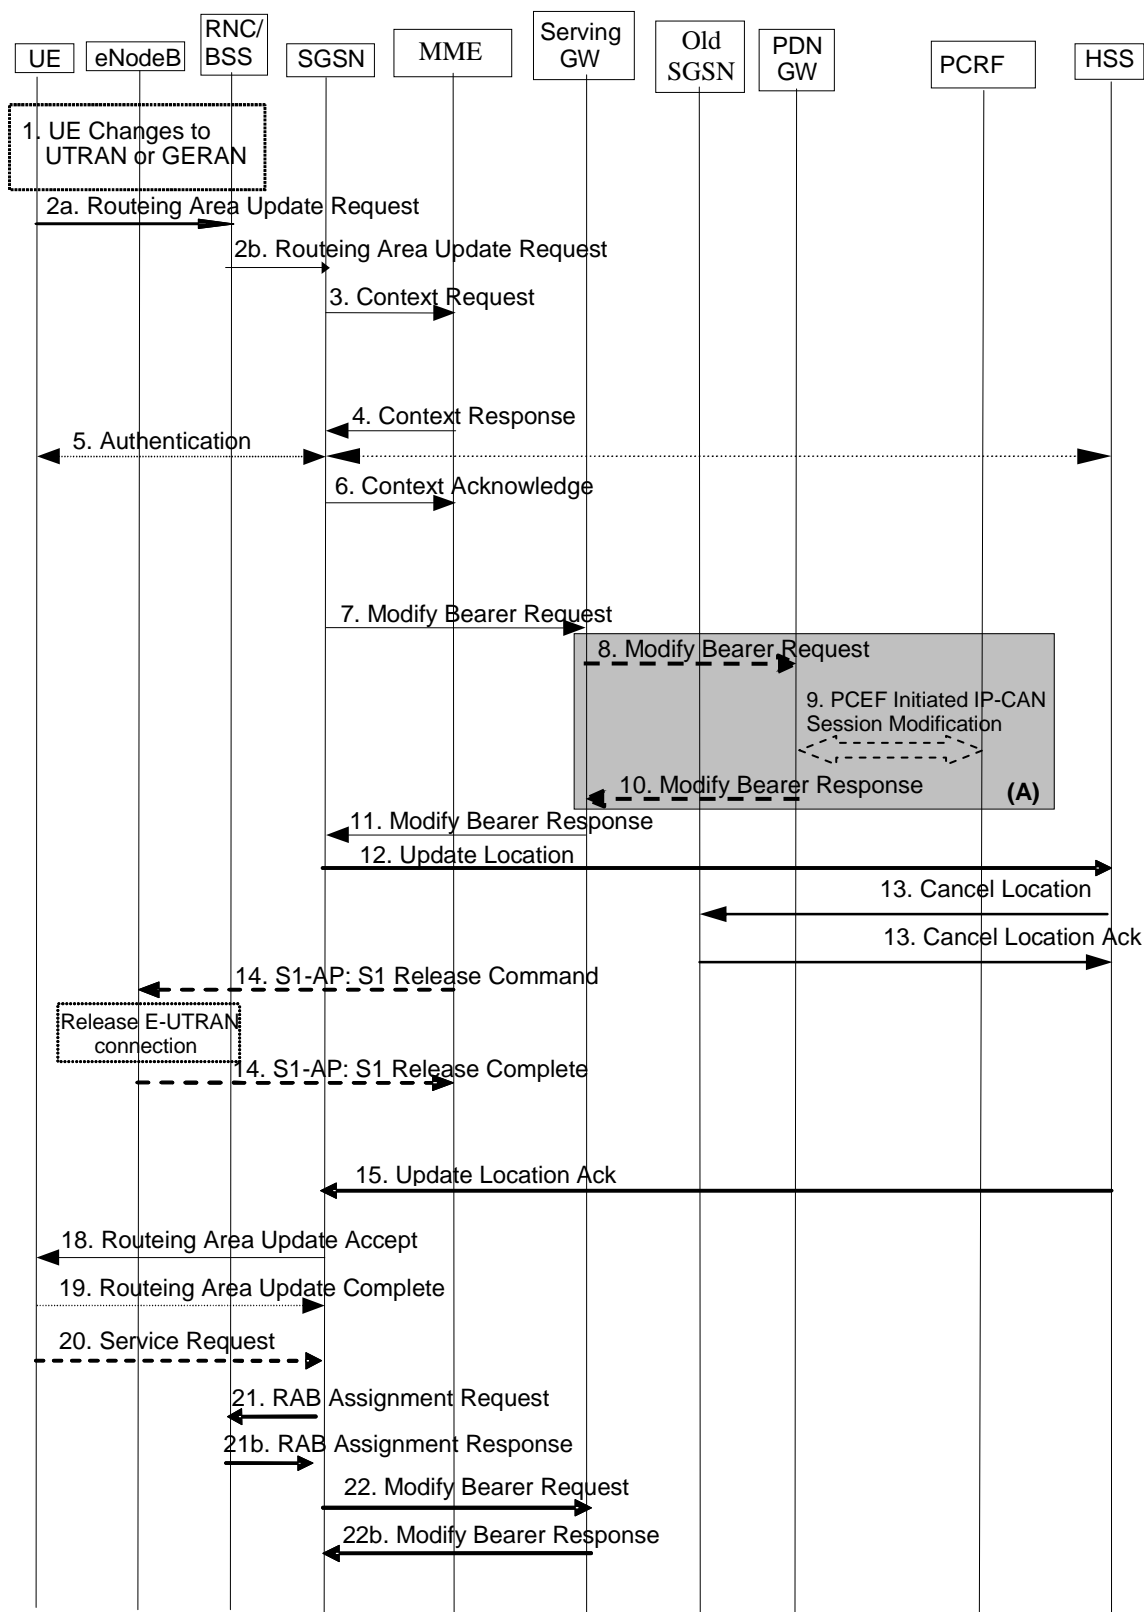 UE
eNodeB
RNC/
BSS
SGSN
MME
Serving
GW
Old
SGSN
PDN
GW
PCRF
HSS
1. UE Changes to
UTRAN or GERAN
2a. Routeing Area Update Request
2b. Routeing Area Update Request
3. Context Request
4. Context Response
5. Authentication
6. Context Acknowledge
7. Modify Bearer Request
8. Modify Bearer Request
9. PCEF Initiated IP-CAN
Session Modification
10. Modify Bearer Response
(A)
11. Modify Bearer Response
12. Update Location
13. Cancel Location
13. Cancel Location Ack
14. S1-AP: S1 Release Command
Release E-UTRAN
connection
14. S1-AP: S1 Release Complete
15. Update Location Ack
18. Routeing Area Update Accept
19. Routeing Area Update Complete
20. Service Request
21. RAB Assignment Request
21b. RAB Assignment Response
22. Modify Bearer Request
22b. Modify Bearer Response